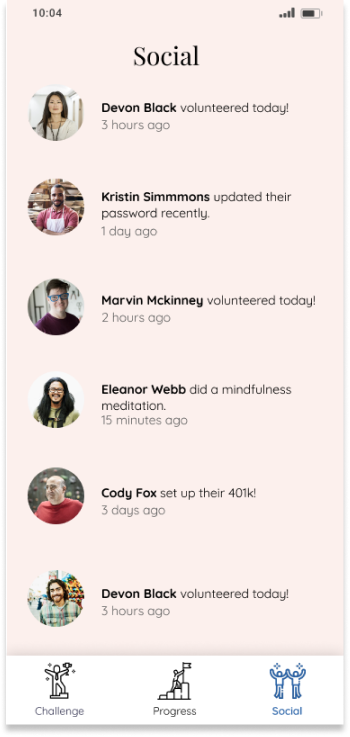 10:04
Social
Devon Black volunteered today!
3 hours ago
Kristin Simmmons updated their
password recently.
1 day ago
Marvin Mckinney volunteered today!
2 hours ago
Eleanor Webb did a mindfulness
meditation.
15 minutes ago
Cody Fox set up their 401k!
3 days ago
Devon Black volunteered today!
3 hours ago
Challenge
Progress
Social